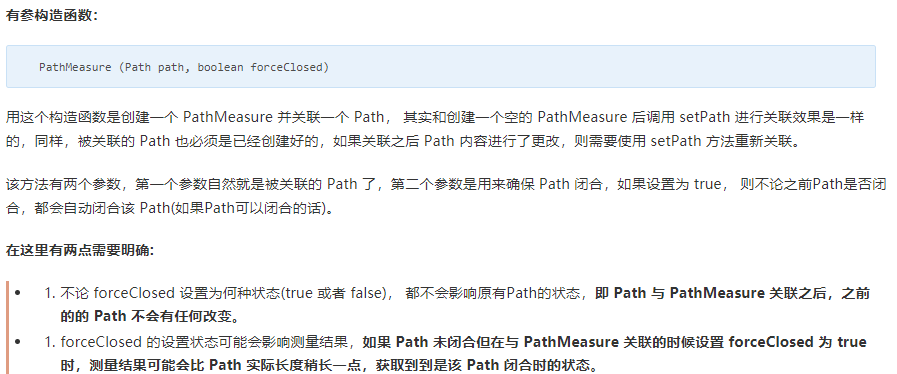 有参构造函数：
PathMeasure (Path path, boolean forceClosed)
用这个构造函数是创建一个 PathMeasure 并关联一个 Path， 其实和创建一个空的 PathMeasure 后调用 setPath 进行关联效果是一样
的，同样，被关联的 Path 也必须是已经创建好的，如果关联之后 Path 内容进行了更改，则需要使用 setPath 方法重新关联。
该方法有两个参数，第一个参数自然就是被关联的 Path 了，第二个参数是用来确保 Path 闭合，如果设置为 true， 则不论之前Path是否闭
合，都会自动闭合该 Path(如果Path可以闭合的话)。
在这里有两点需要明确:
1. 不论 forceClosed 设置为何种状态(true 或者 false)， 都不会影响原有Path的状态，即 Path 与 PathMeasure 关联之后，之前
的的 Path 不会有任何改变。
1. forceClosed 的设置状态可能会影响测量结果，如果 Path 未闭合但在与 PathMeasure 关联的时候设置 forceClosed 为 true
时，测量结果可能会比 Path 实际长度稍长一点，获取到到是该 Path 闭合时的状态。